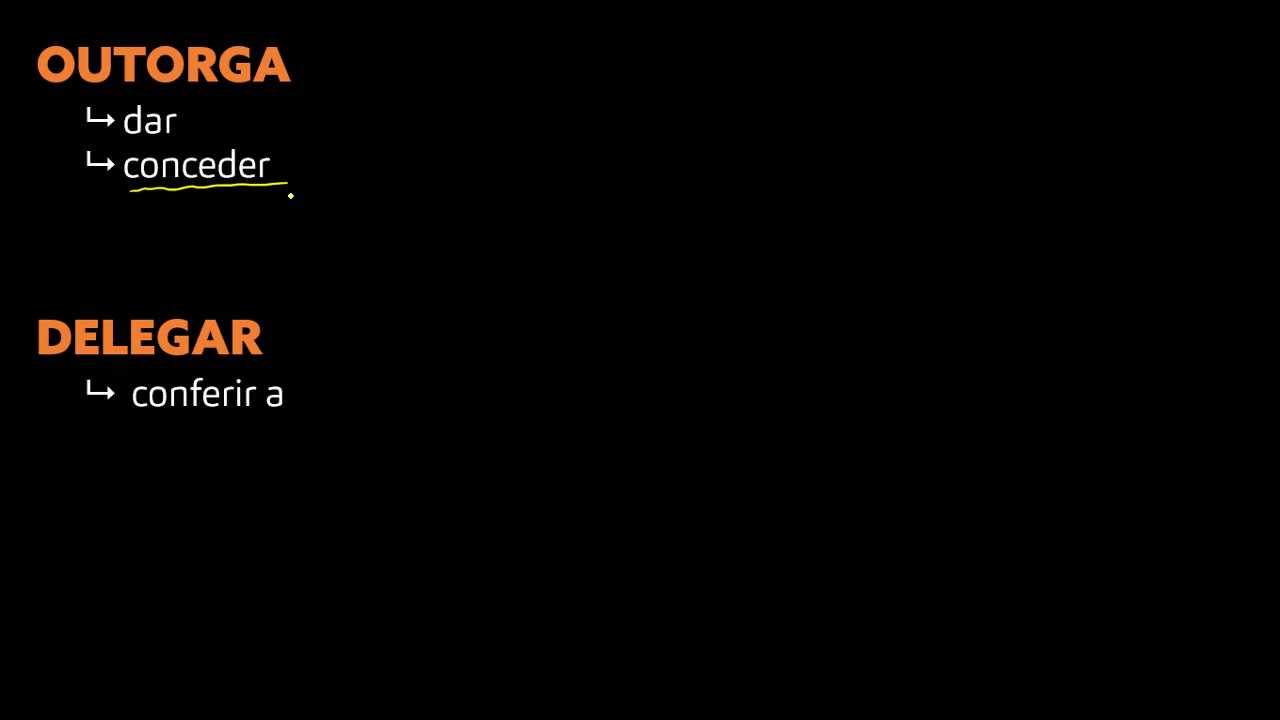 OUTORGA
↳ dar
↳ conceder
DELEGAR
↳ conferir a